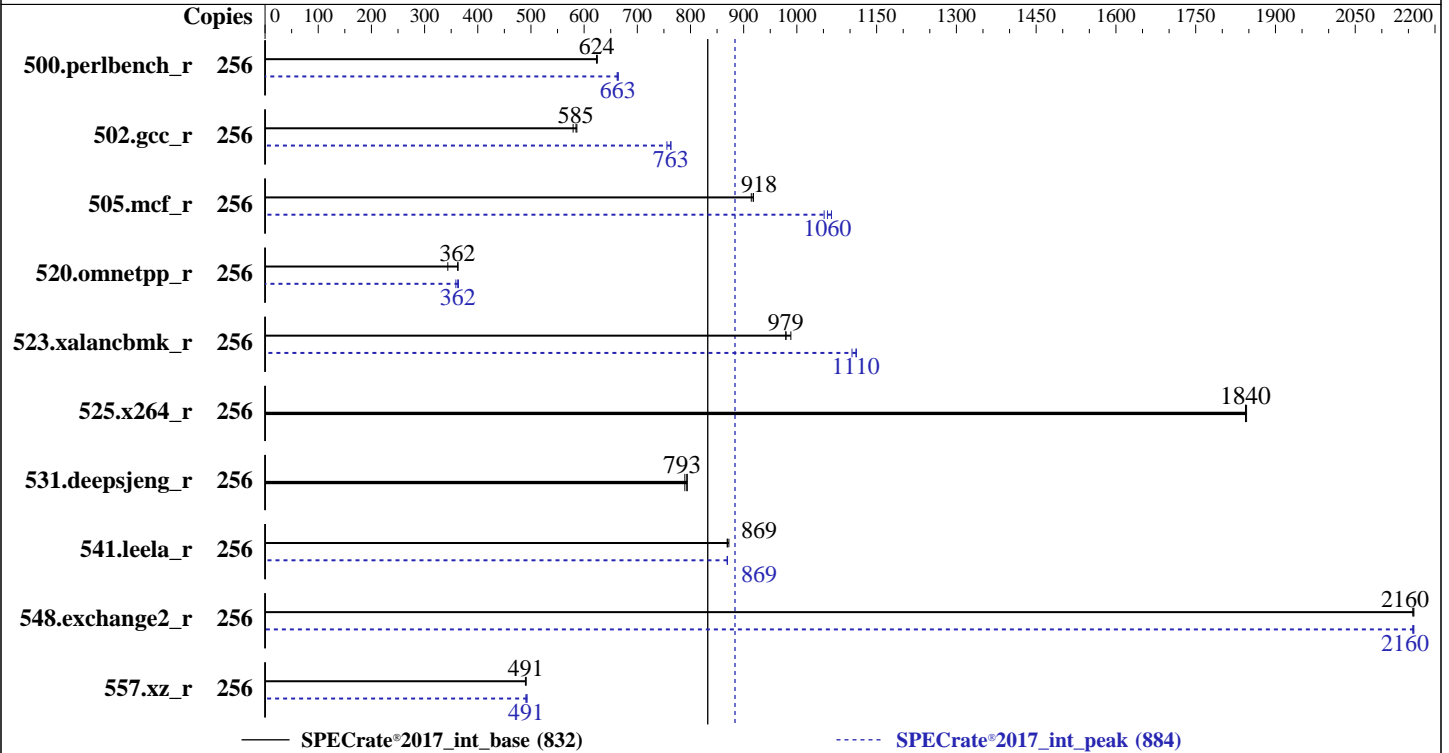 Copies 0 100 200 300 400 500 600 700 800 900 1000 1150 1300 1450 1600 1750 1900 2050 2200
500.perlbench_r 256 624
663
502.gcc_r 256 585
763
505.mcf_r 256 918
1060
520.omnetpp_r 256 362
362
523.xalancbmk_r 256 979
1110
525.x264_r 256 1840
531.deepsjeng_r 256 793
541.leela_r 256 869
869
548.exchange2_r 256 2160
2160
557.xz_r 256 491
491
SPECrate®2017_int_base (832) SPECrate®2017_int_peak (884)